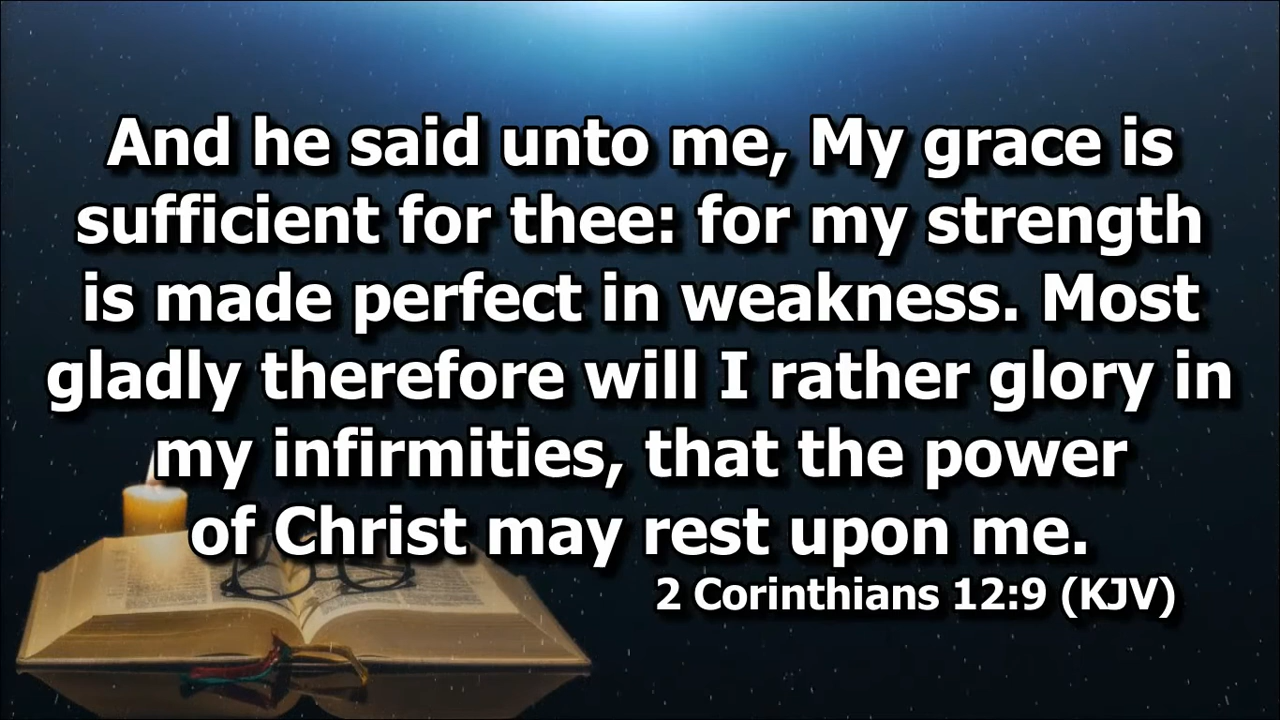 And he said unto me, My grace is
sufficient for thee: for my strength
is made perfect in weakness. Most
gladly therefore will I rather glory in
my infirmities, that the power
of Christ may rest upon me.
2 Corinthians 12:9 (KJV)